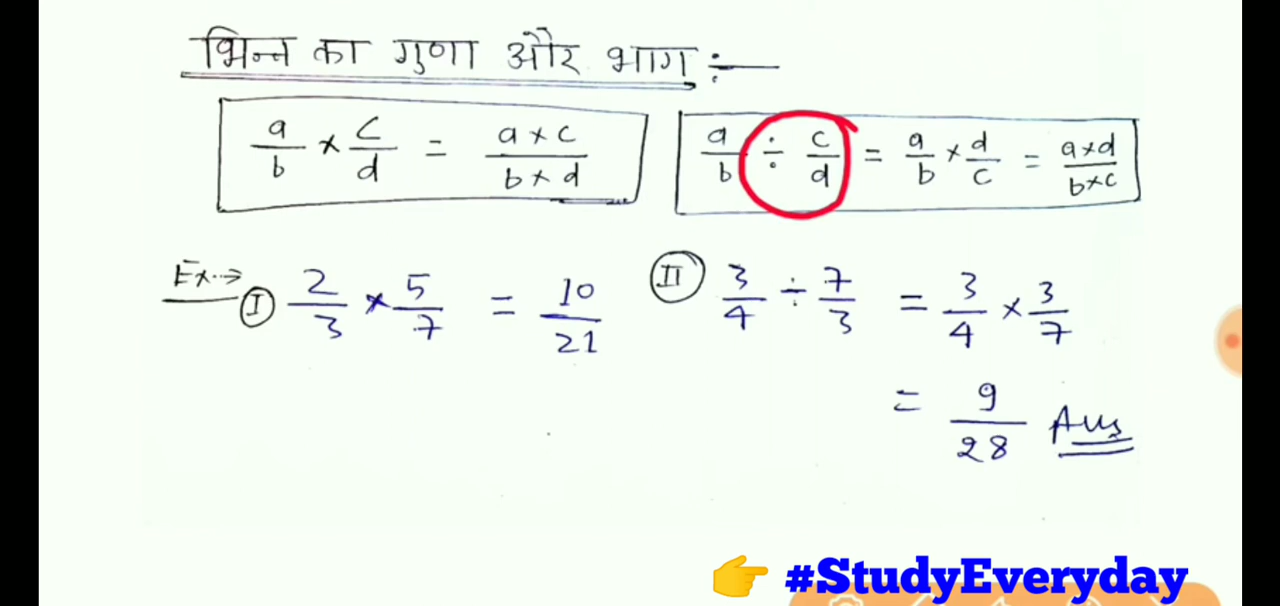 भिन्न का गुणा और भाग :—
a/b × c/d = a×c/b×d
a/b ÷ c/d = a/b × d/c = a×d/b×c
Ex→
I 2/3 × 5/7 = 10/21
II 3/4 ÷ 7/3 = 3/4 × 3/7
= 9/28 Ans
👉 #StudyEveryday